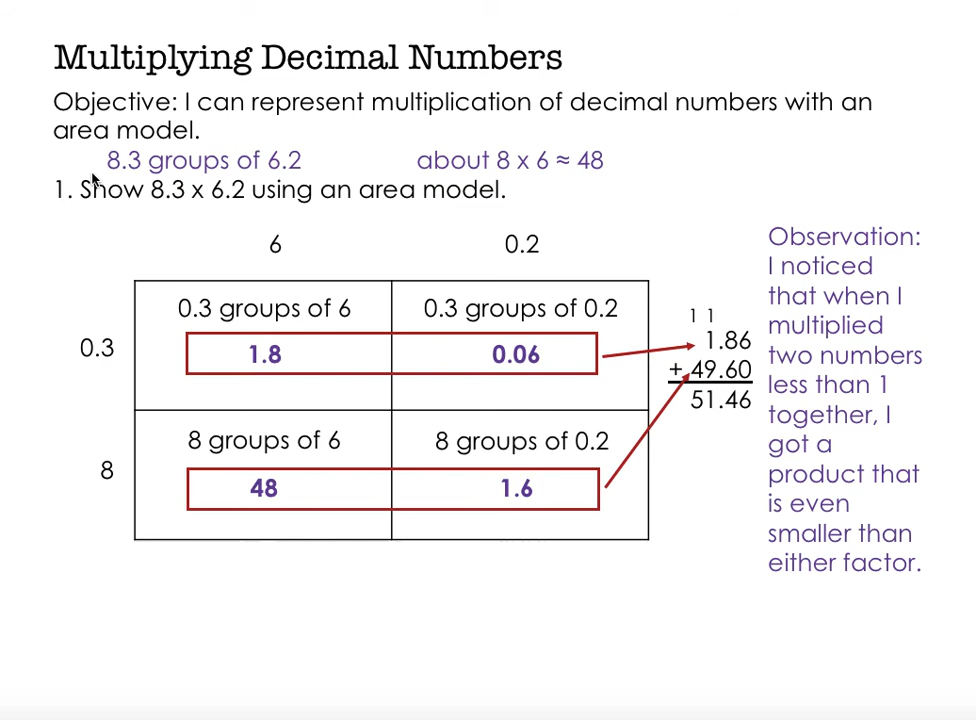 Multiplying Decimal Numbers
Objective: I can represent multiplication of decimal numbers with an
area model.
8.3 groups of 6.2 about 8 x 6 ≈ 48
1. Show 8.3 x 6.2 using an area model.
6 0.2
0.3 groups of 6 0.3 groups of 0.2
0.3 1.8 0.06
8 groups of 6 8 groups of 0.2
8 48 1.6
1 1
1.86
+ 49.60
51.46
Observation:
I noticed
that when I
multiplied
two numbers
less than 1
together, I
got a
product that
is even
smaller than
either factor.